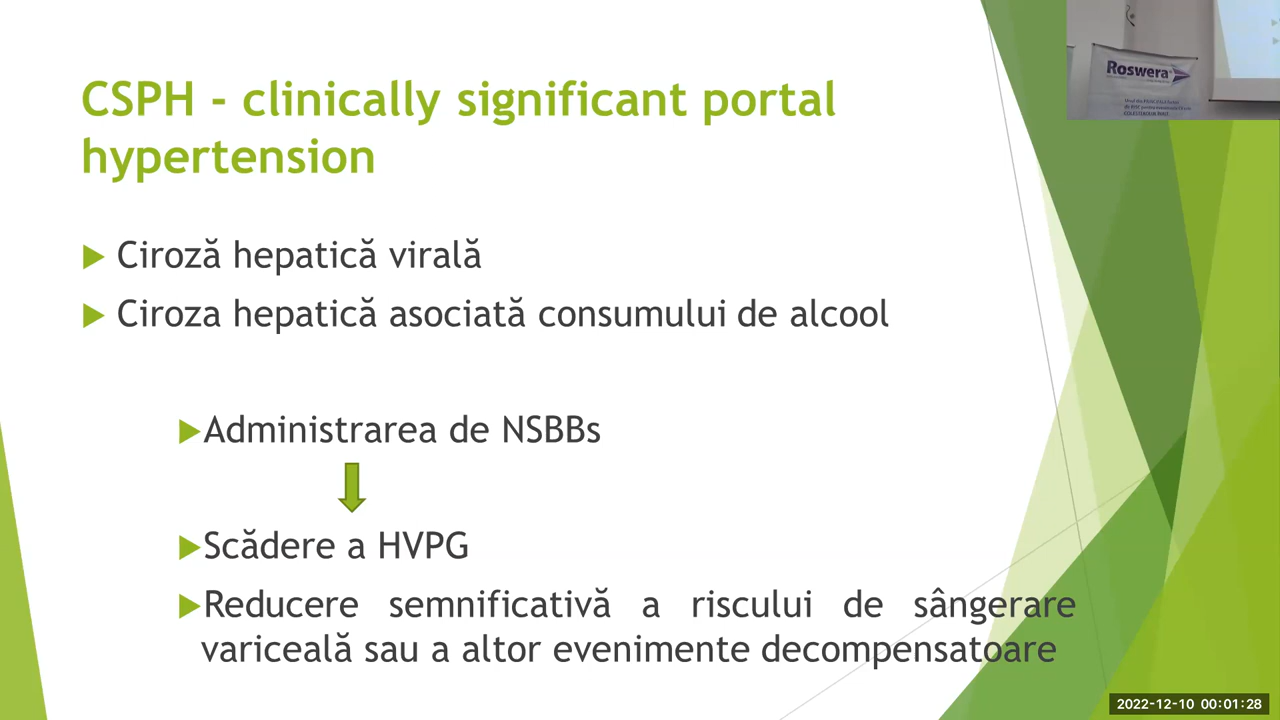 CSPH - clinically significant portal
hypertension
Ciroză hepatică virală
Ciroza hepatică asociată consumului de alcool
Administrarea de NSBBs
Scădere a HVPG
Reducere semnificativă a riscului de sângerare
variceală sau a altor evenimente decompensatoare
Roswera
2022-12-10 00:01:28